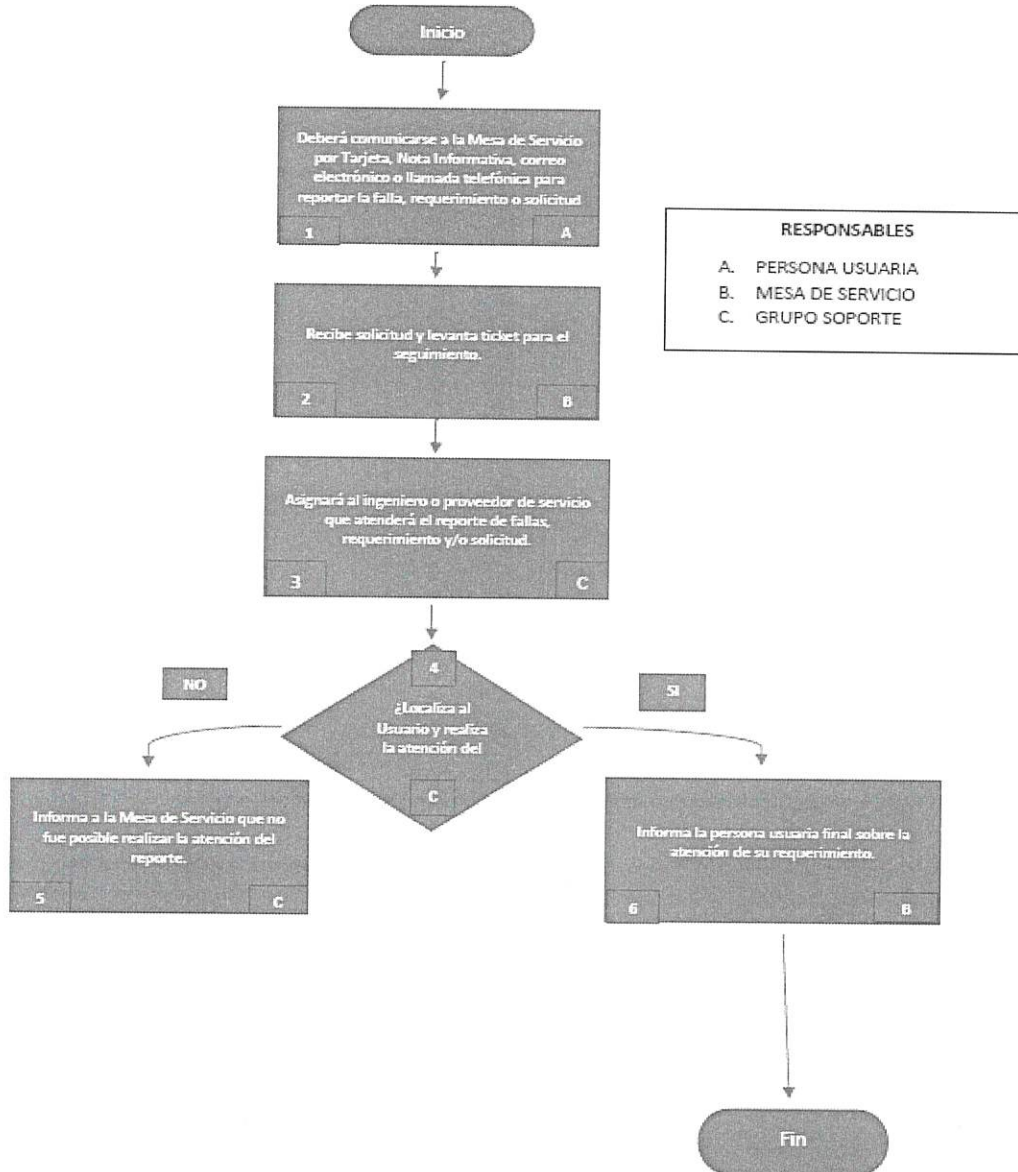 Inicio
Deberá comunicarse a la Mesa de Servicio
por Tarjeta, Nota Informativa, correo
electrónico o llamada telefónica para
reportar la falla, requerimiento o solicitud
1
A
RESPONSABLES
A. PERSONA USUARIA
B. MESA DE SERVICIO
C. GRUPO SOPORTE
Recibe solicitud y levanta ticket para el
seguimiento.
2
B
Asignará al ingeniero o proveedor de servicio
que atenderá el reporte de fallas,
requerimiento y/o solicitud.
3
C
4
NO
SI
¿Localiza al
Usuario y realiza
la atención del
C
Informa a la Mesa de Servicio que no
fue posible realizar la atención del
reporte.
5
C
Informa la persona usuaria final sobre la
atención de su requerimiento.
6
B
Fin